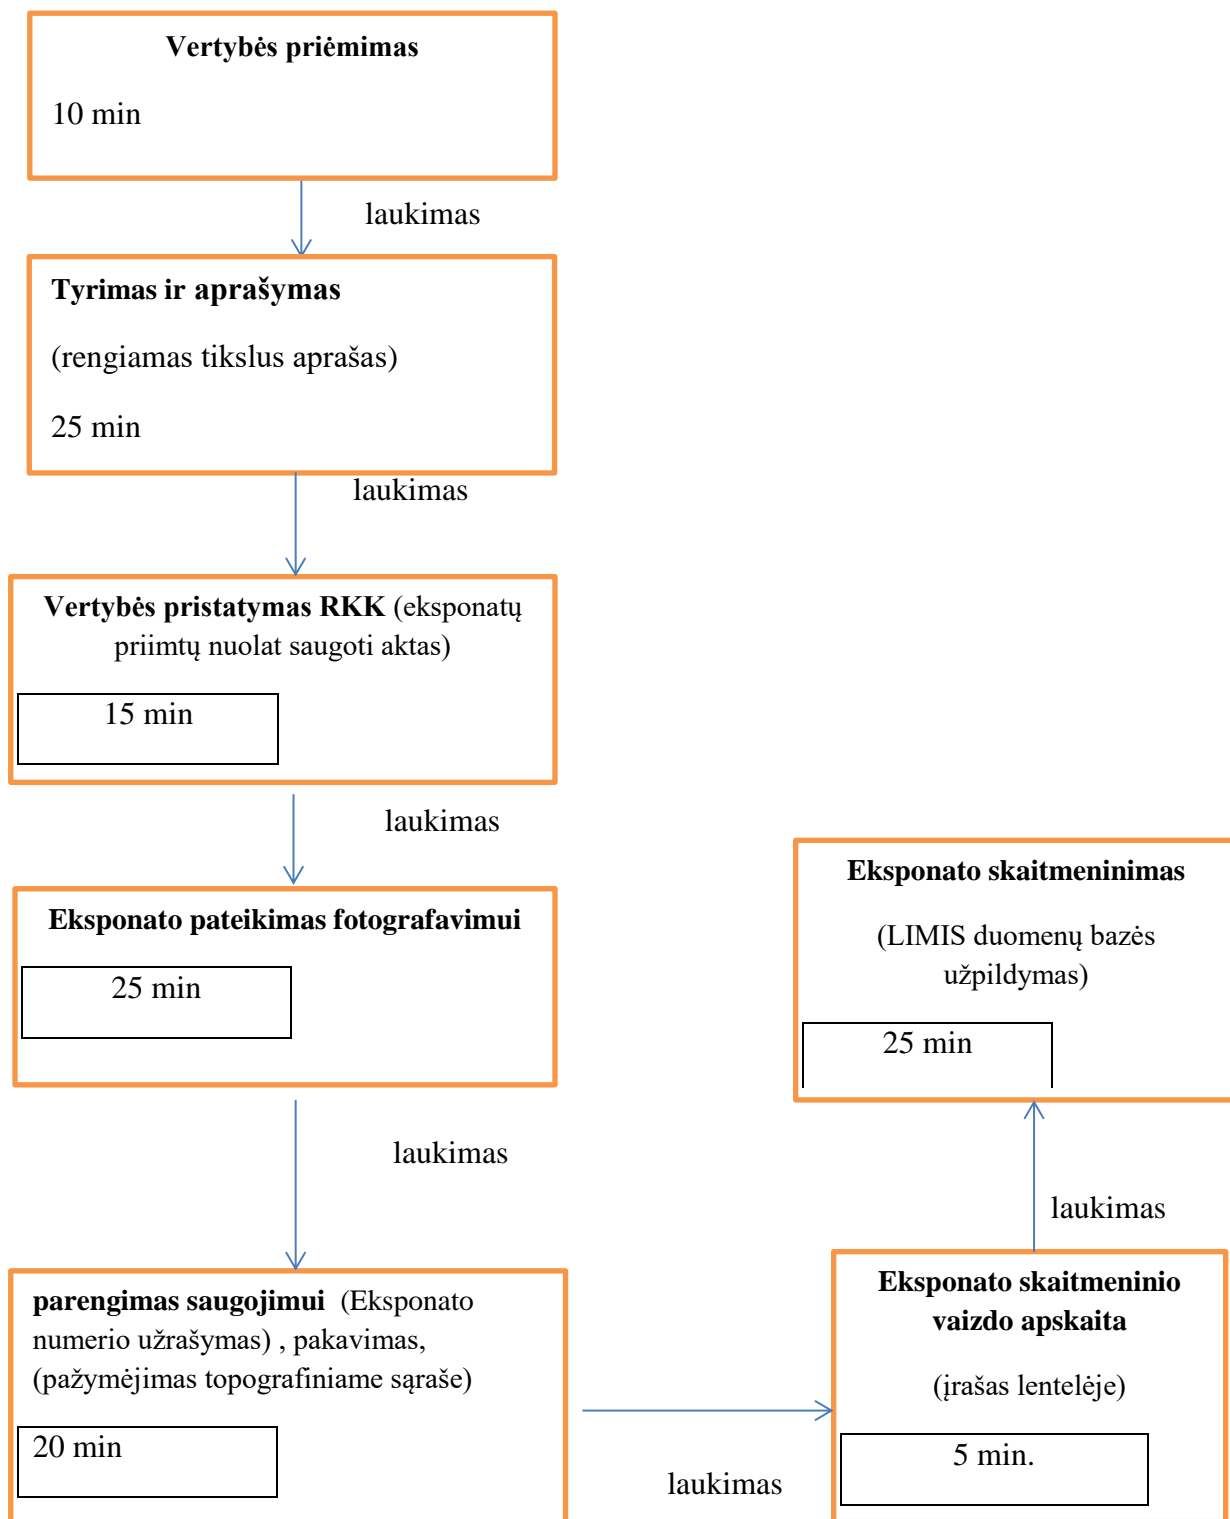 Vertybės priėmimas
10 min
laukimas
Tyrimas ir aprašymas
(rengiamas tikslus aprašas)
25 min
laukimas
Vertybės pristatymas RKK (eksponatų
priimtų nuolat saugoti aktas)
15 min
laukimas
Eksponato pateikimas fotografavimui
25 min
laukimas
parengimas saugojimui (Eksponato
numerio užrašymas) , pakavimas,
(pažymėjimas topografiniame sąraše)
20 min
laukimas
Eksponato skaitmeninio
vaizdo apskaita
(įrašas lentelėje)
5 min.
laukimas
Eksponato skaitmeninimas
(LIMIS duomenų bazės
užpildymas)
25 min